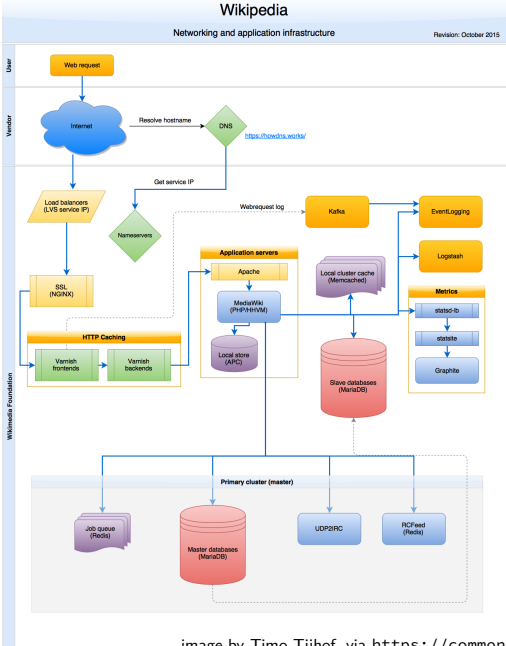 Wikipedia
Networking and application infrastructure
Revision: October 2015
User
Web request
Vendor
Internet
Resolve hostname
DNS
https://howdns.works/
Wikimedia Foundation
Get service IP
Load balancers
(LVS service IP)
Nameservers
Webrequest log
Kafka
EventLogging
Logstash
SSL
(NGINX)
Application servers
Apache
MediaWiki
(PHP/HHVM)
Local store
(APC)
Local cluster cache
(Memcached)
Metrics
statsd-lb
statsite
Graphite
HTTP Caching
Varnish
frontends
Varnish
backends
Slave databases
(MariaDB)
Primary cluster (master)
Job queue
(Redis)
Master databases
(MariaDB)
UDP2IRC
RCFeed
(Redis)
image by Timo Tijhof, via https://common